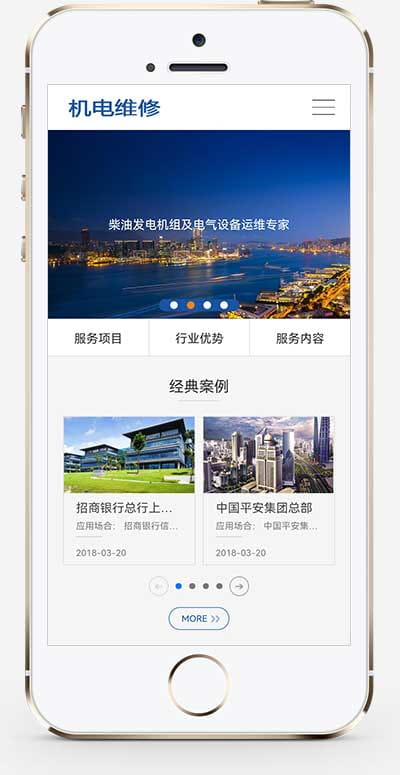 机电维修
柴油发电机组及电气设备运维专家
服务项目
行业优势
服务内容
经典案例
招商银行总行上...
应用场合： 招商银行信...
2018-03-20
中国平安集团总部
应用场合： 中国平安集...
2018-03-20
MORE